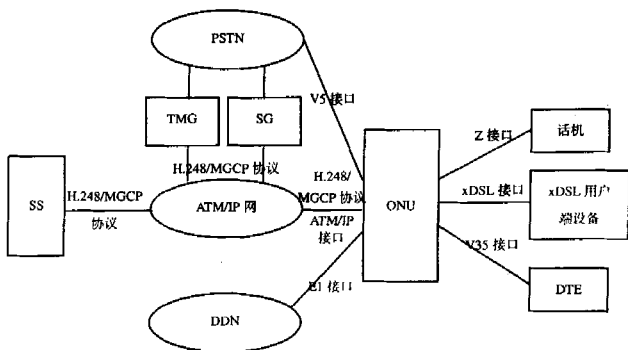 PSTN
V5 接口
TMG
SG
Z 接口
话机
H.248/MGCP 协议
H.248/
MGCP 协议
SS
H.248/MGCP
协议
ATM/IP 网
ATM/IP
接口
ONU
xDSL 接口
xDSL 用户
端设备
V35 接口
E1 接口
DTE
DDN